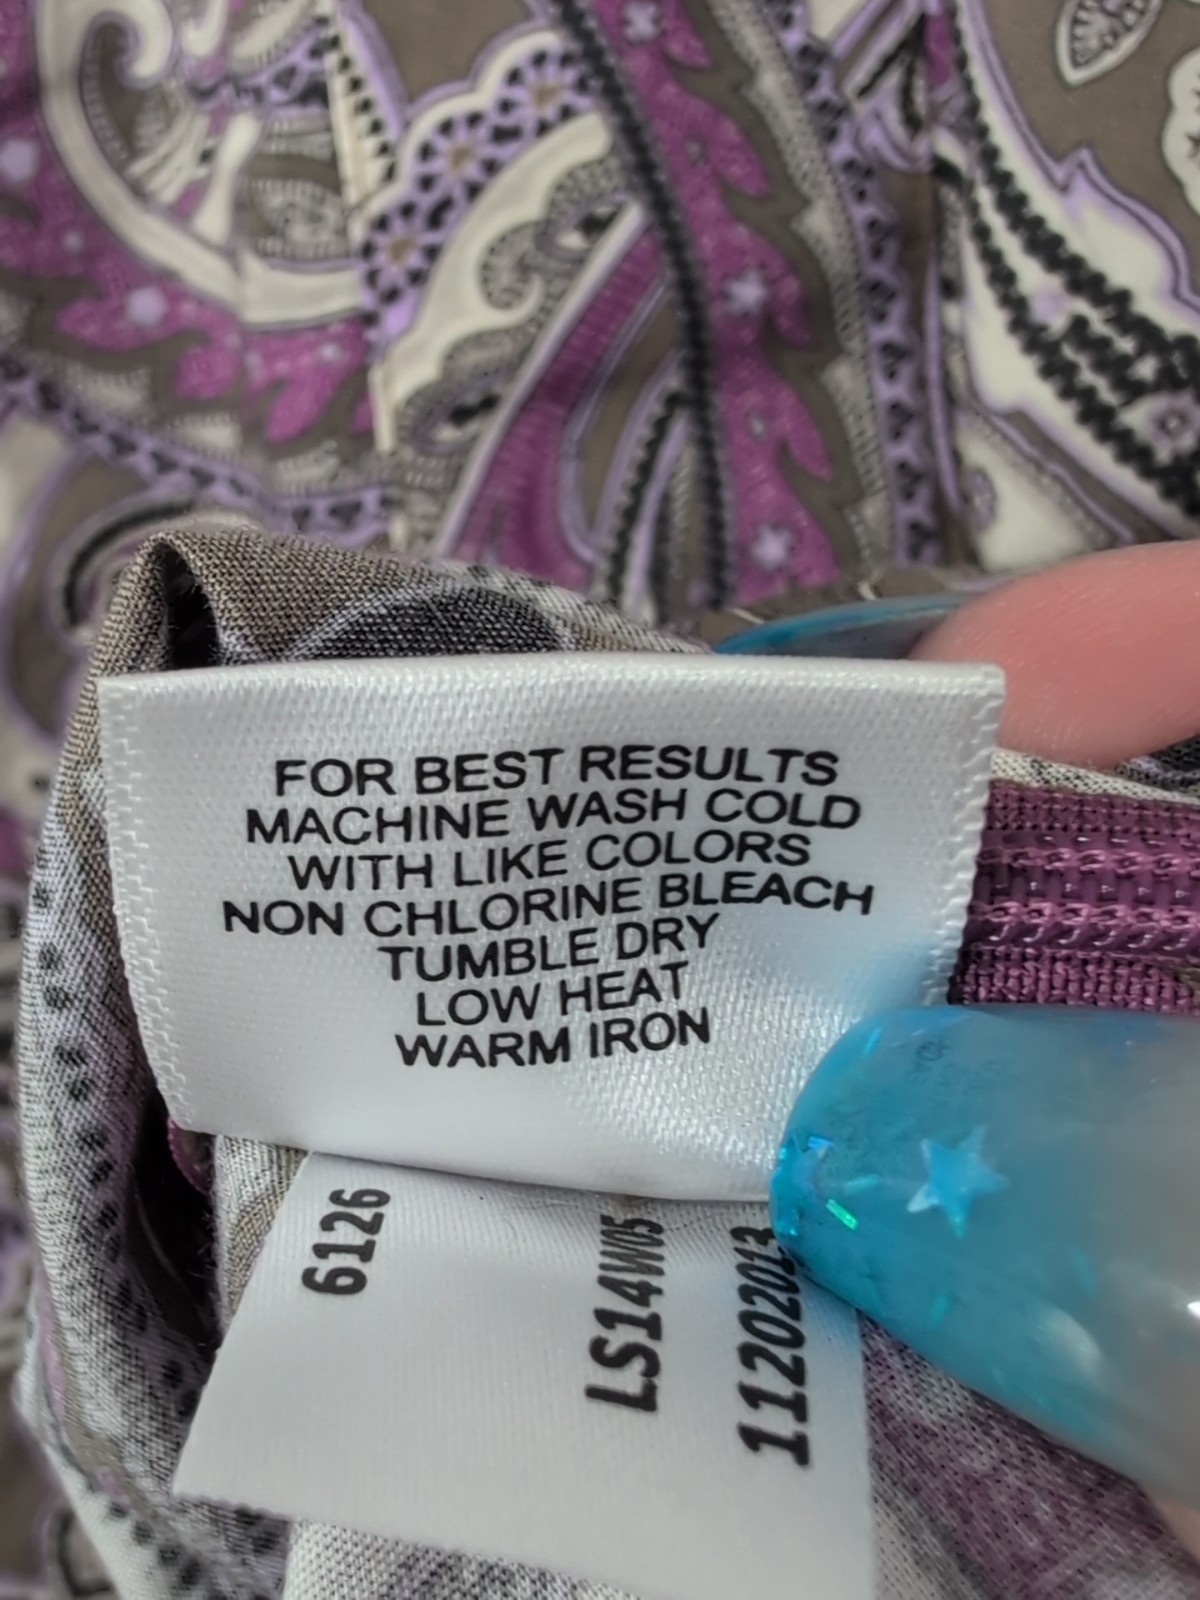 FOR BEST RESULTS
MACHINE WASH COLD
WITH LIKE COLORS
NON CHLORINE BLEACH
TUMBLE DRY
LOW HEAT
WARM IRON
6126
LS14W05
11202013